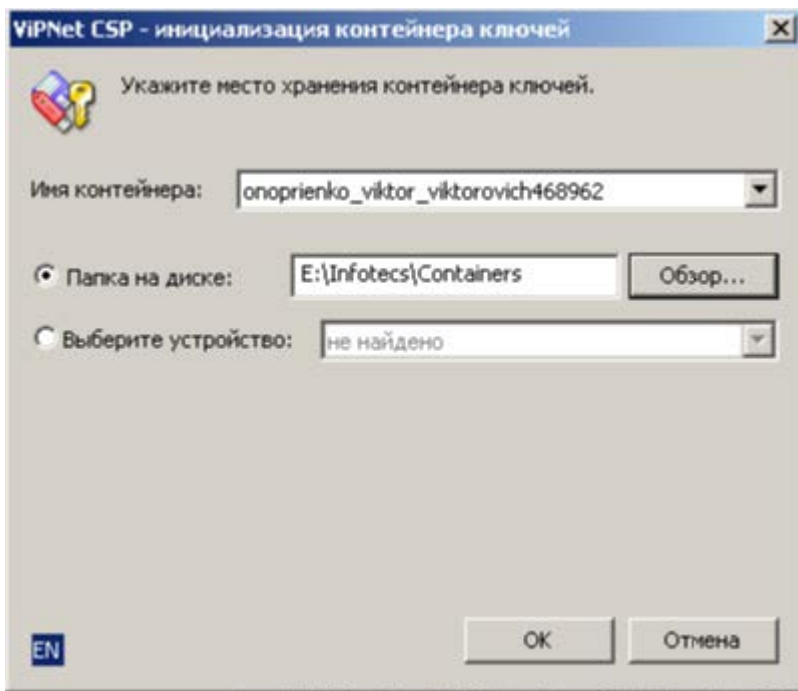 ViPNet CSP - инициализация контейнера ключей
Укажите место хранения контейнера ключей.
Имя контейнера: onoprienko_viktor_viktorovich468962
Папка на диске: E:\Infotecs\Containers Обзор...
Выберите устройство: не найдено
EN OK Отмена